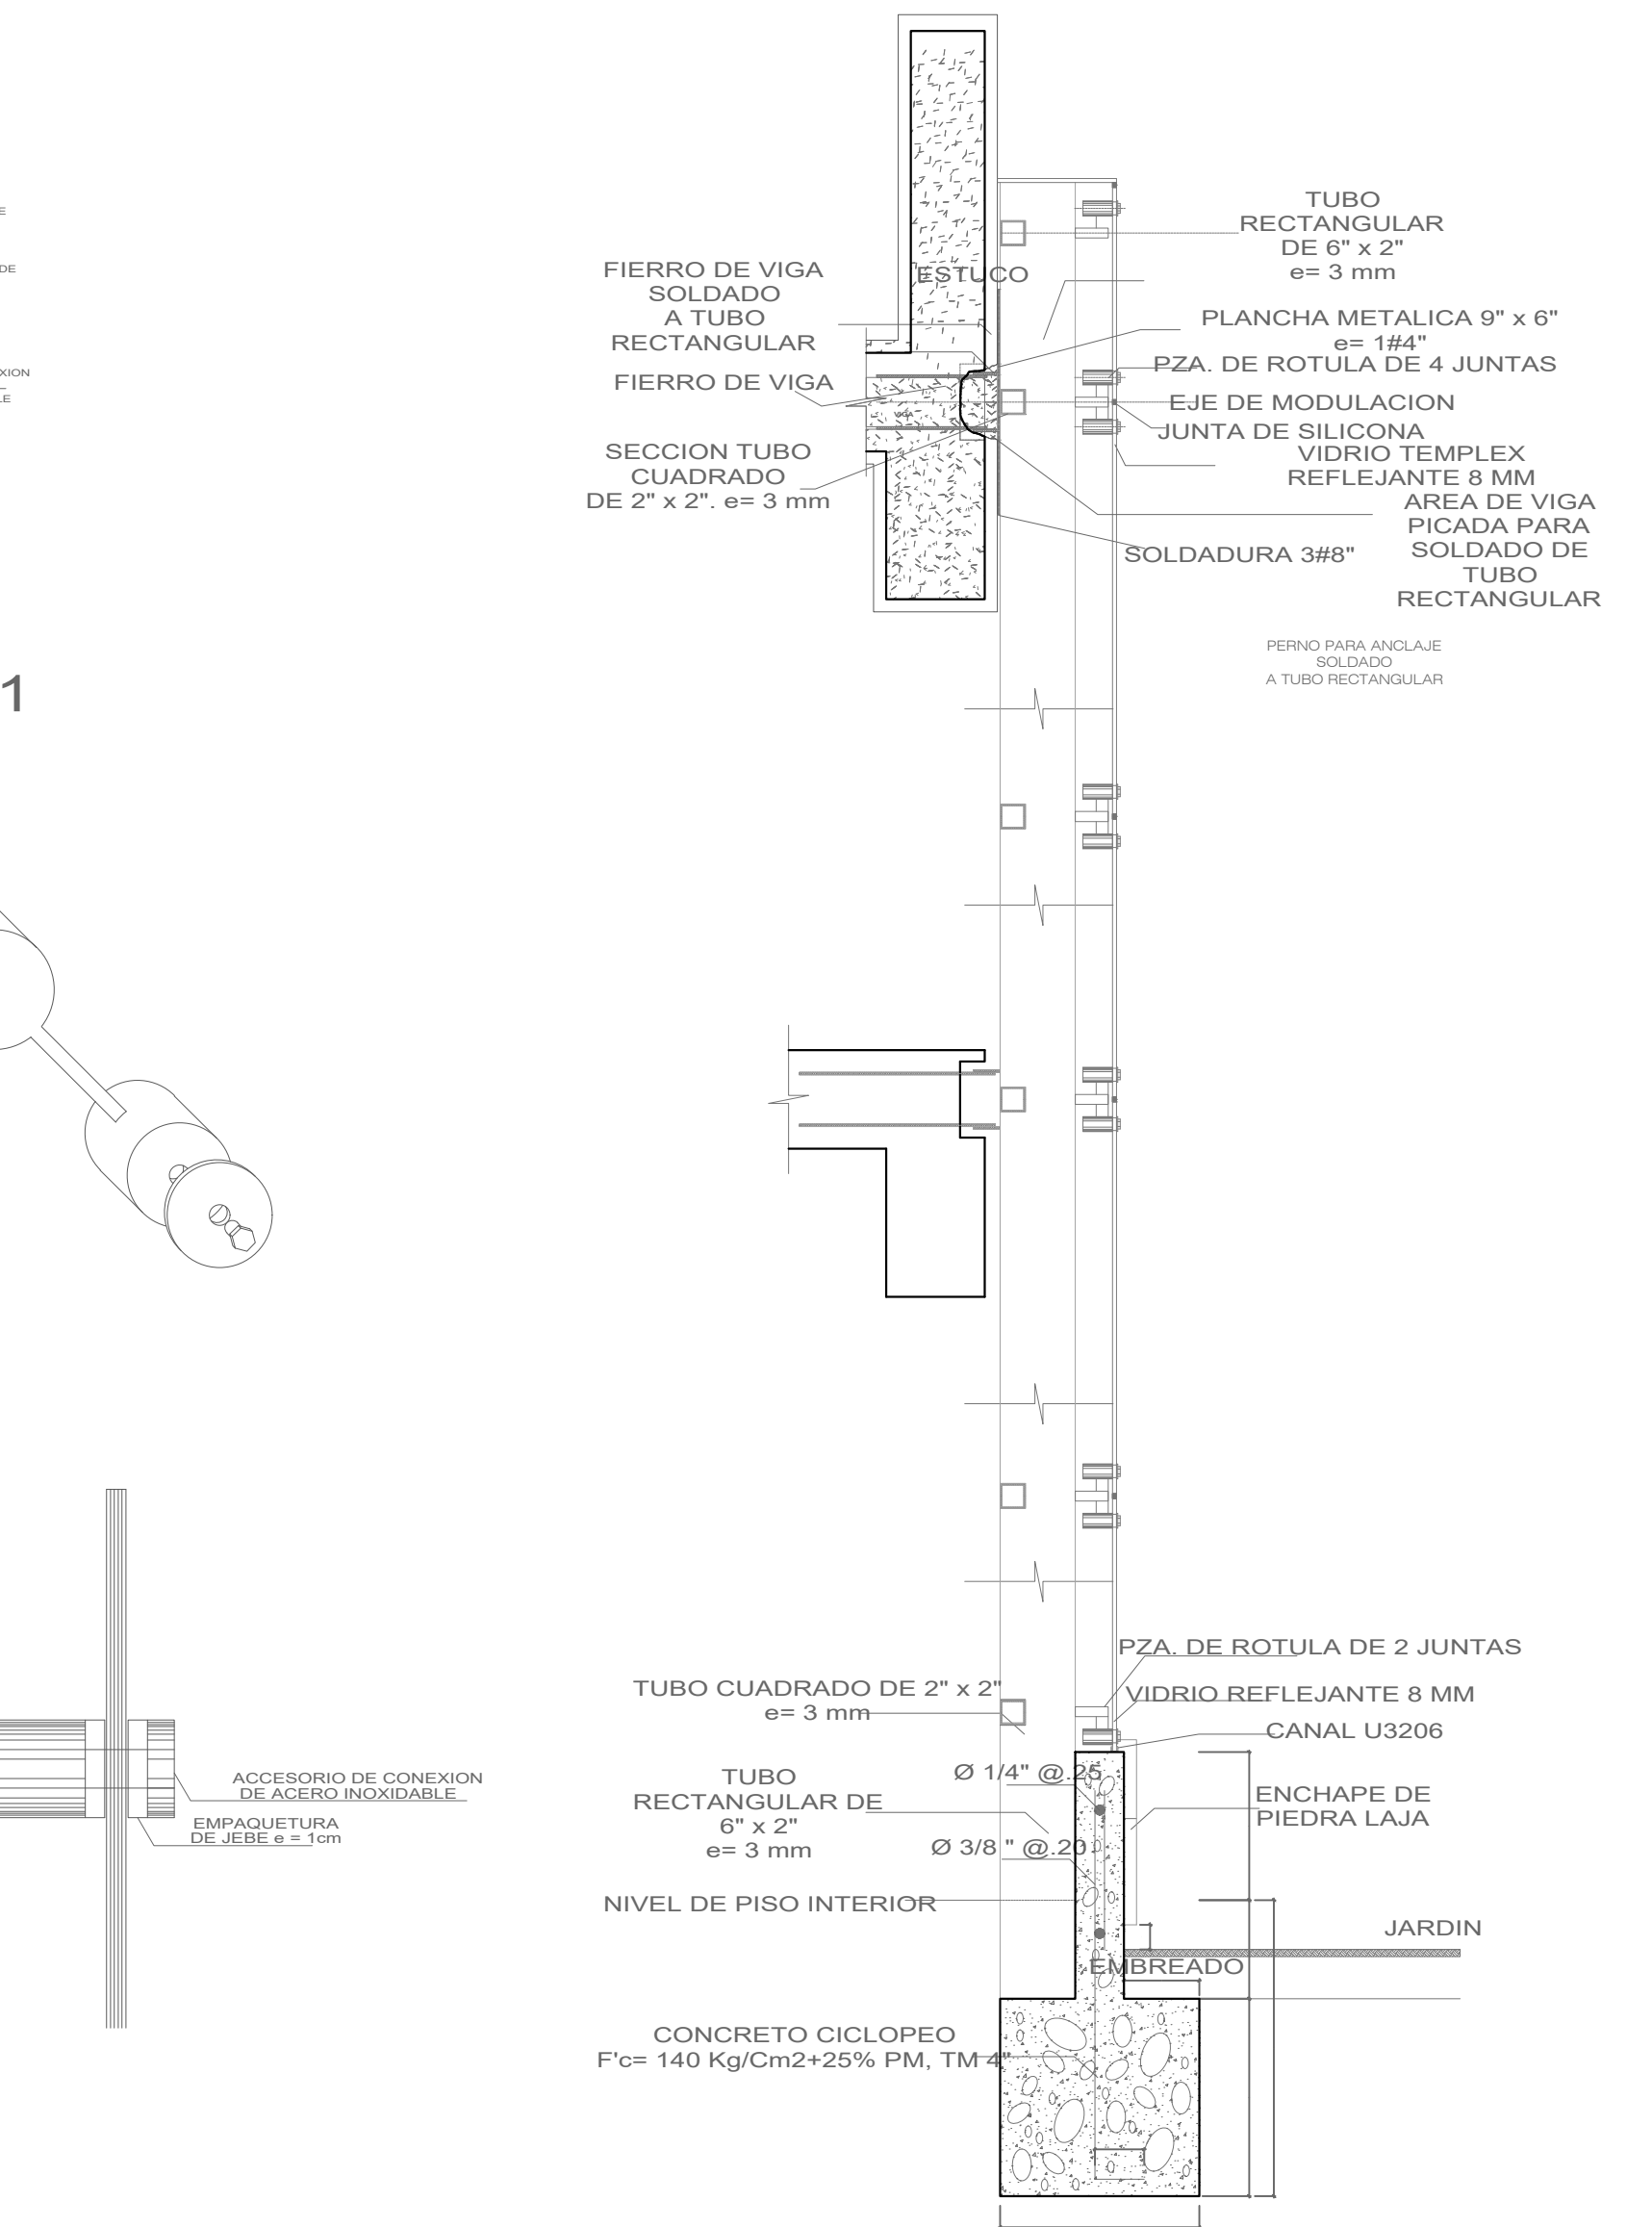 E
DE
XION
LE
1
FIERRO DE VIGA
SOLDADO
A TUBO
RECTANGULAR
FIERRO DE VIGA
SECCION TUBO
CUADRADO
DE 2" x 2". e= 3 mm
ESTUCO
VIGA
TUBO
RECTANGULAR
DE 6" x 2"
e= 3 mm
PLANCHA METALICA 9" x 6"
e= 1#4"
PZA. DE ROTULA DE 4 JUNTAS
EJE DE MODULACION
JUNTA DE SILICONA
VIDRIO TEMPLEX
REFLEJANTE 8 MM
AREA DE VIGA
PICADA PARA
SOLDADO DE
TUBO
RECTANGULAR
SOLDADURA 3#8"
PERNO PARA ANCLAJE
SOLDADO
A TUBO RECTANGULAR
ACCESORIO DE CONEXION
DE ACERO INOXIDABLE
EMPAQUETURA
DE JEBE e = 1cm
PZA. DE ROTULA DE 2 JUNTAS
TUBO CUADRADO DE 2" x 2"
e= 3 mm
VIDRIO REFLEJANTE 8 MM
CANAL U3206
TUBO
RECTANGULAR DE
6" x 2"
e= 3 mm
Ø 1/4" @.25
Ø 3/8 " @.20
ENCHAPE DE
PIEDRA LAJA
NIVEL DE PISO INTERIOR
JARDIN
EMBREADO
CONCRETO CICLOPEO
F'c= 140 Kg/Cm2+25% PM, TM 4"